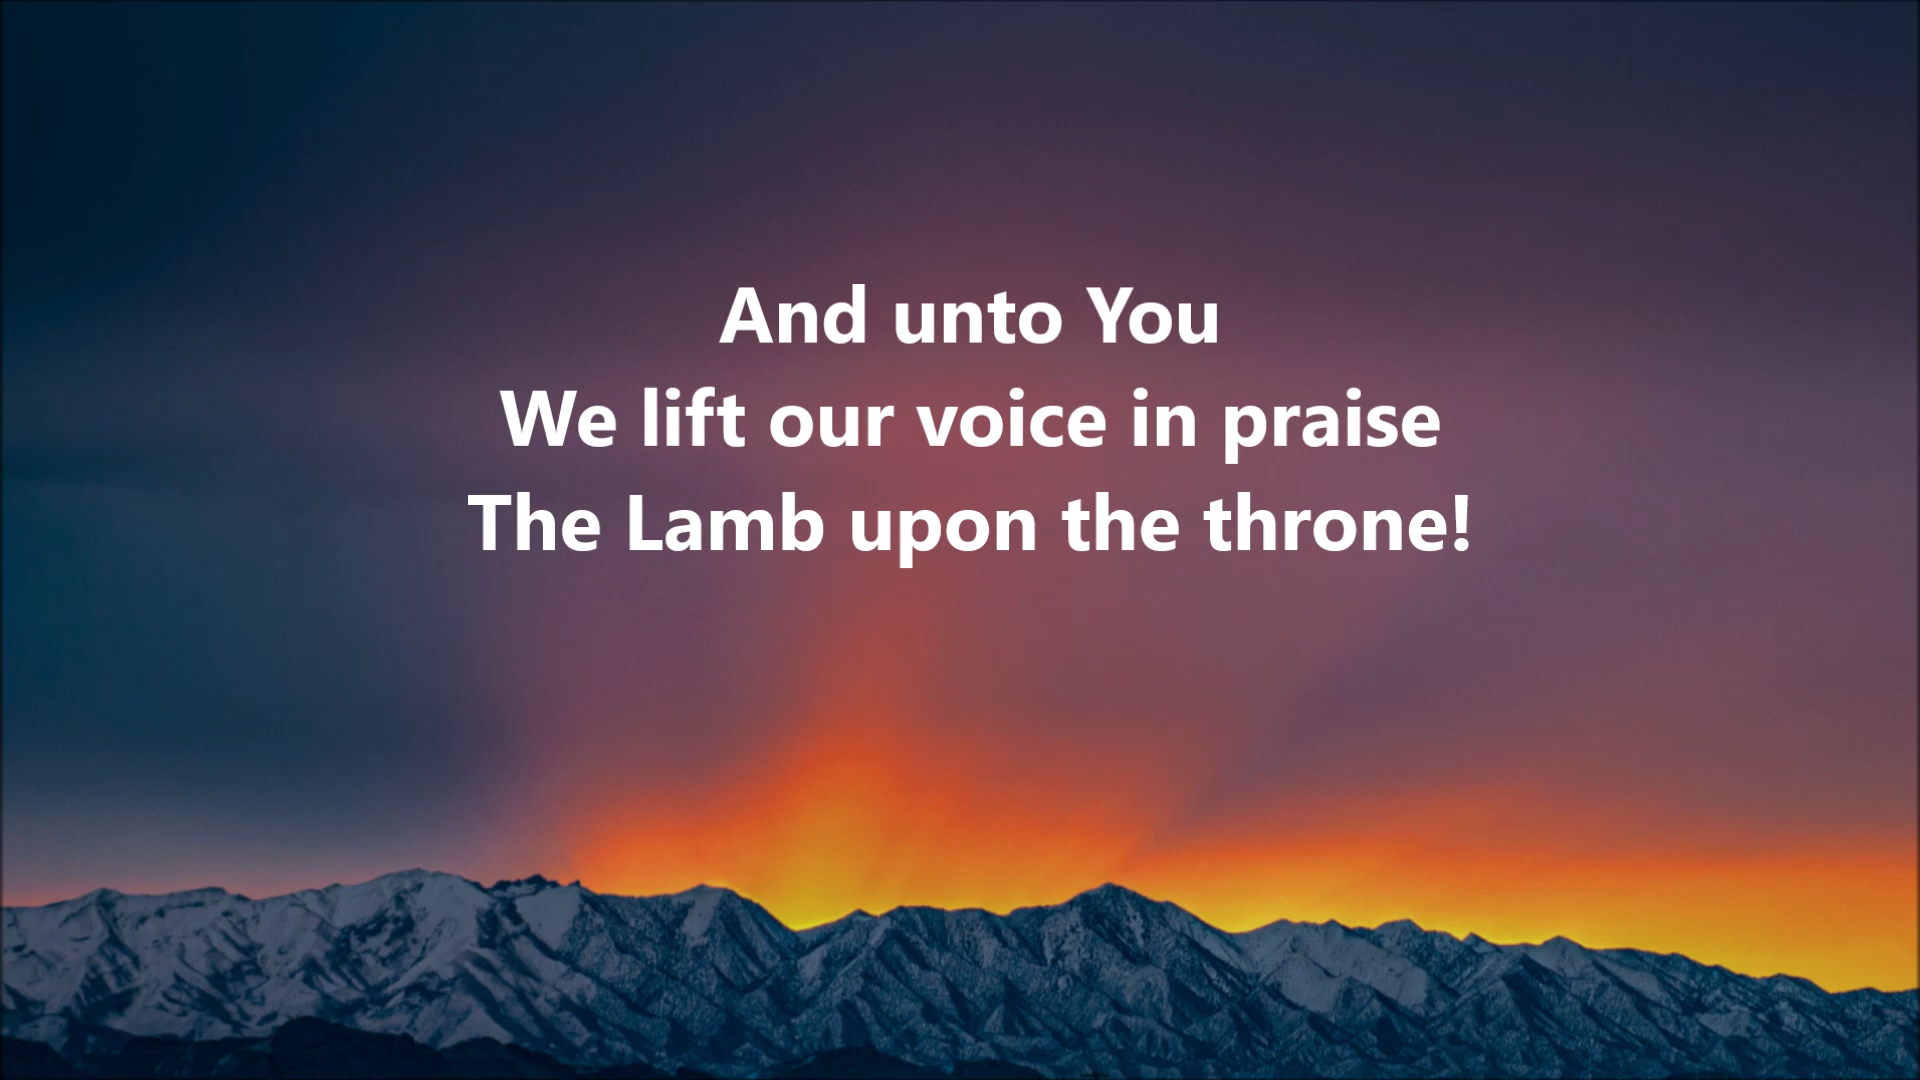 And unto You
We lift our voice in praise
The Lamb upon the throne!